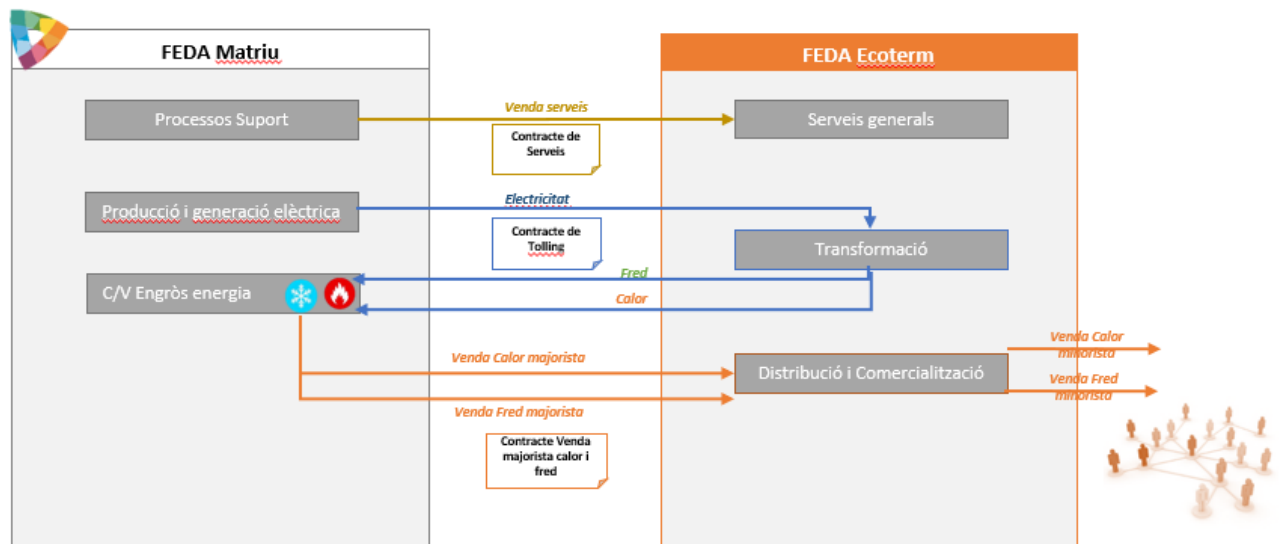 FEDA Matriu
FEDA Ecoterm
Processos Suport
Venda serveis
Serveis generals
Contracte de
Serveis
Producció i generació elèctrica
Electricitat
Contracte de
Tolling
Transformació
Fred
C/V Engròs energia
Calor
Venda Calor majorista
Distribució i Comercialització
Venda Calor
minorista
Venda Fred
minorista
Venda Fred majorista
Contracte Venda
majorista calor i
fred